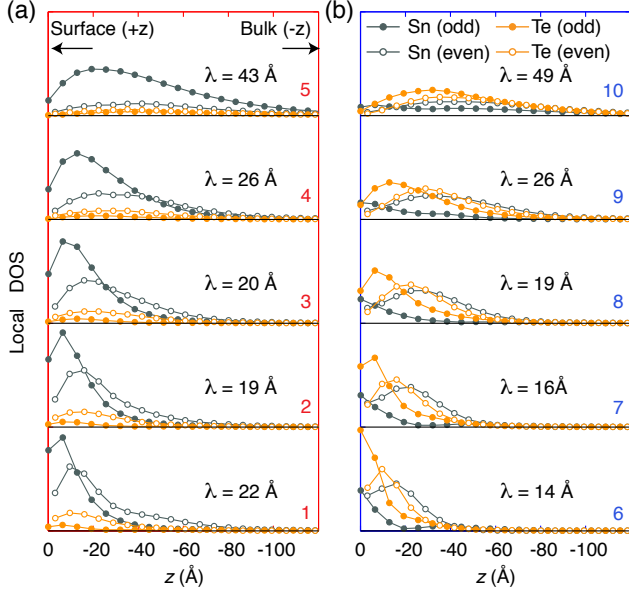 (a)
Surface (+z)
Bulk (-z)
λ = 43 Å
5
λ = 26 Å
4
λ = 20 Å
3
λ = 19 Å
2
λ = 22 Å
1
Local DOS
0
-20
-40
-60
-80
-100
z (Å)
(b)
Sn (odd)
Te (odd)
Sn (even)
Te (even)
λ = 49 Å
10
λ = 26 Å
9
λ = 19 Å
8
λ = 16Å
7
λ = 14 Å
6
0
-20
-40
-60
-80
-100
z (Å)